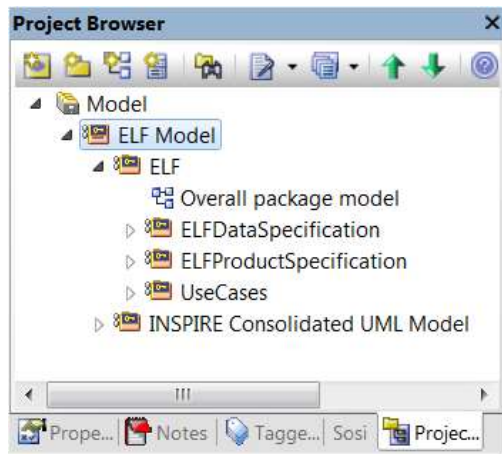 Project Browser
Model
ELF Model
ELF
Overall package model
ELFDataSpecification
ELFProductSpecification
UseCases
INSPIRE Consolidated UML Model
Prope... Notes Tagge... Sosi Projec...